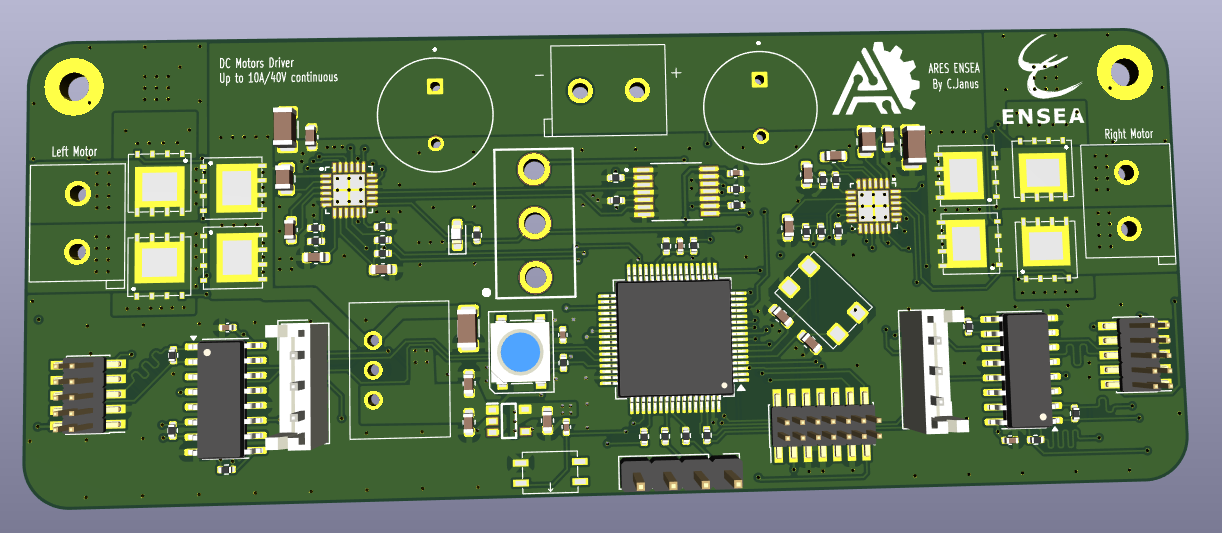 DC Motors Driver
Up to 10A/40V continuous
− +
ARES ENSEA
By C.Janus
ENSEA
Left Motor
Right Motor